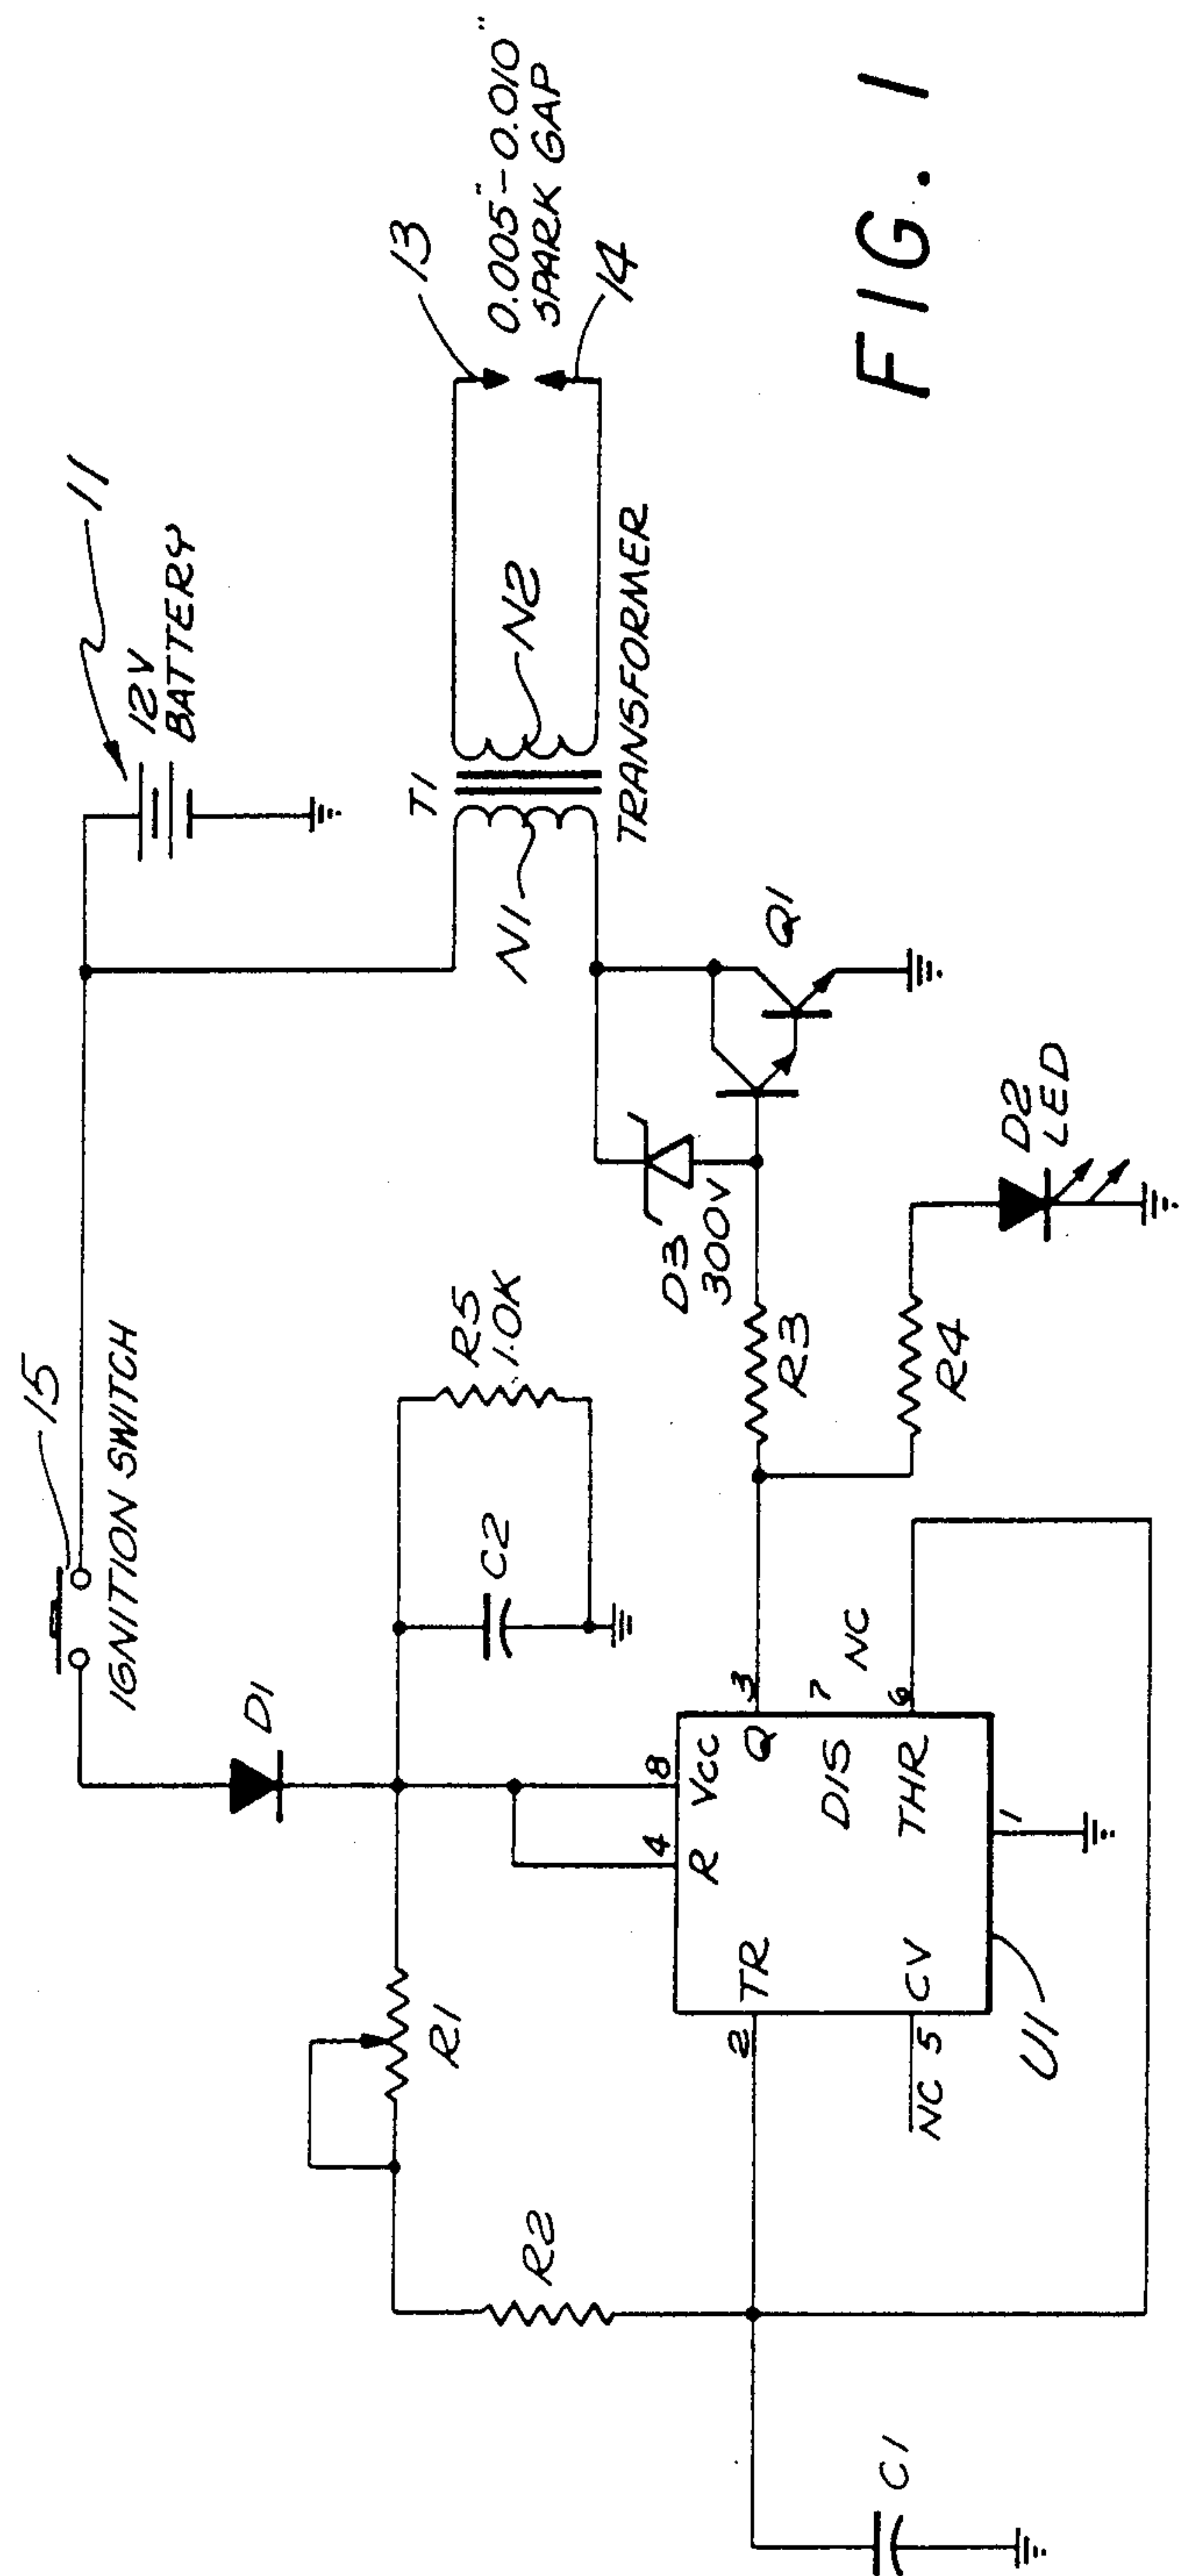 15
IGNITION SWITCH
11
12V
BATTERY
D1
R1
R2
C2
R5
1.0K
T1
N1
N2
TRANSFORMER
13
0.005"-0.010"
SPARK GAP
14
D3
300V
Q1
R3
R4
D2
LED
4
8
R
VCC
2
TR
Q
3
DIS
7
NC
NC
5
CV
THR
6
1
U1
C1
FIG. 1